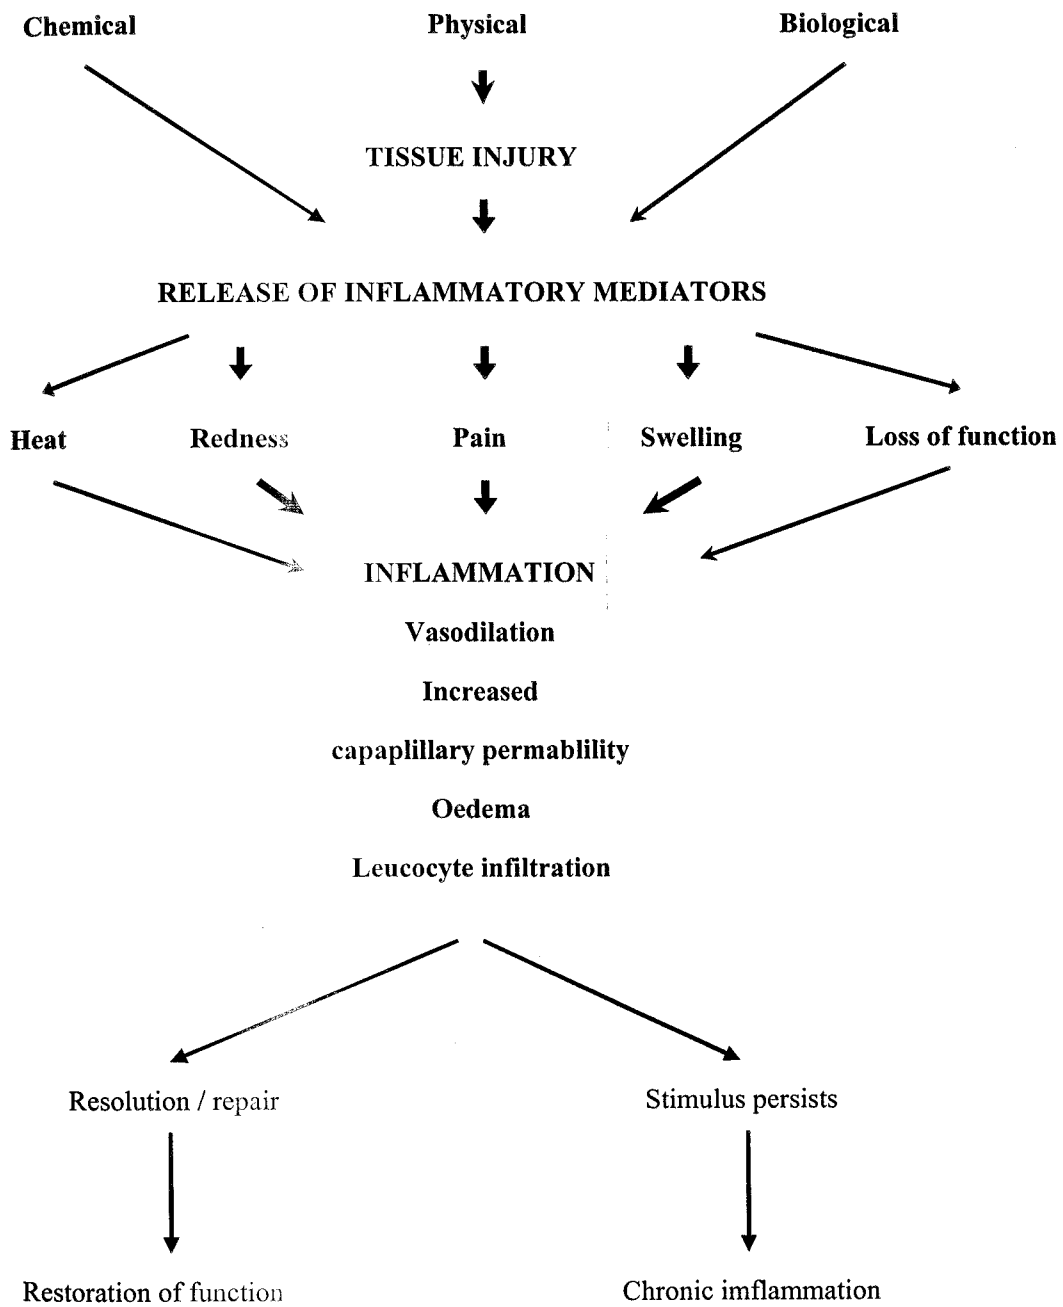 Chemical Physical Biological
TISSUE INJURY
RELEASE OF INFLAMMATORY MEDIATORS
Heat Redness Pain Swelling Loss of function
INFLAMMATION
Vasodilation
Increased
capaplillary permablility
Oedema
Leucocyte infiltration
Resolution / repair Stimulus persists
Restoration of function Chronic imflammation